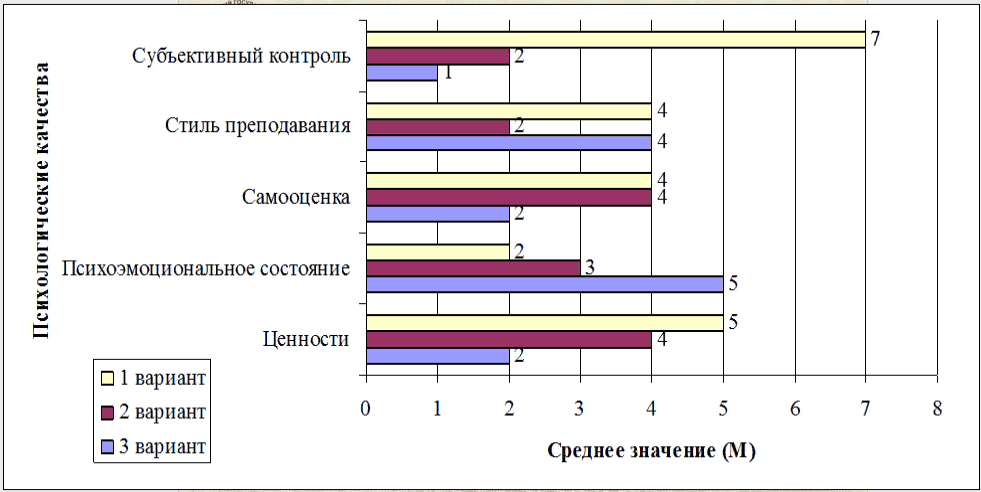 Психологические качества
Субъективный контроль
7
2
1
Стиль преподавания
4
2
4
Самооценка
4
4
2
Психоэмоциональное состояние
2
3
5
Ценности
5
4
2
1 вариант
2 вариант
3 вариант
0 1 2 3 4 5 6 7 8
Среднее значение (М)